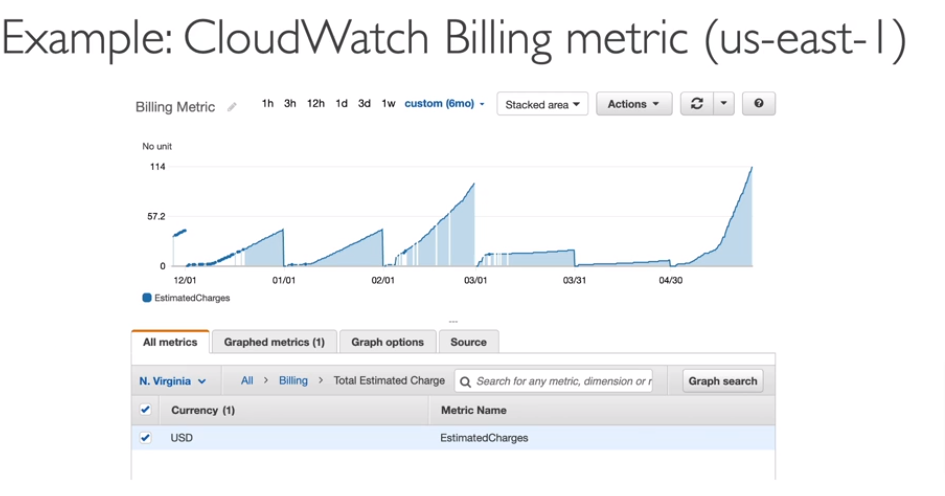 Example: CloudWatch Billing metric (us-east-1)
Billing Metric 1h 3h 12h 1d 3d 1w custom (6mo) Stacked area Actions
No unit
114
57.2
0
12/01 01/01 02/01 03/01 03/31 04/30
EstimatedCharges
All metrics Graphed metrics (1) Graph options Source
N. Virginia All > Billing > Total Estimated Charge Search for any metric, dimension or r Graph search
Currency (1) Metric Name
USD EstimatedCharges